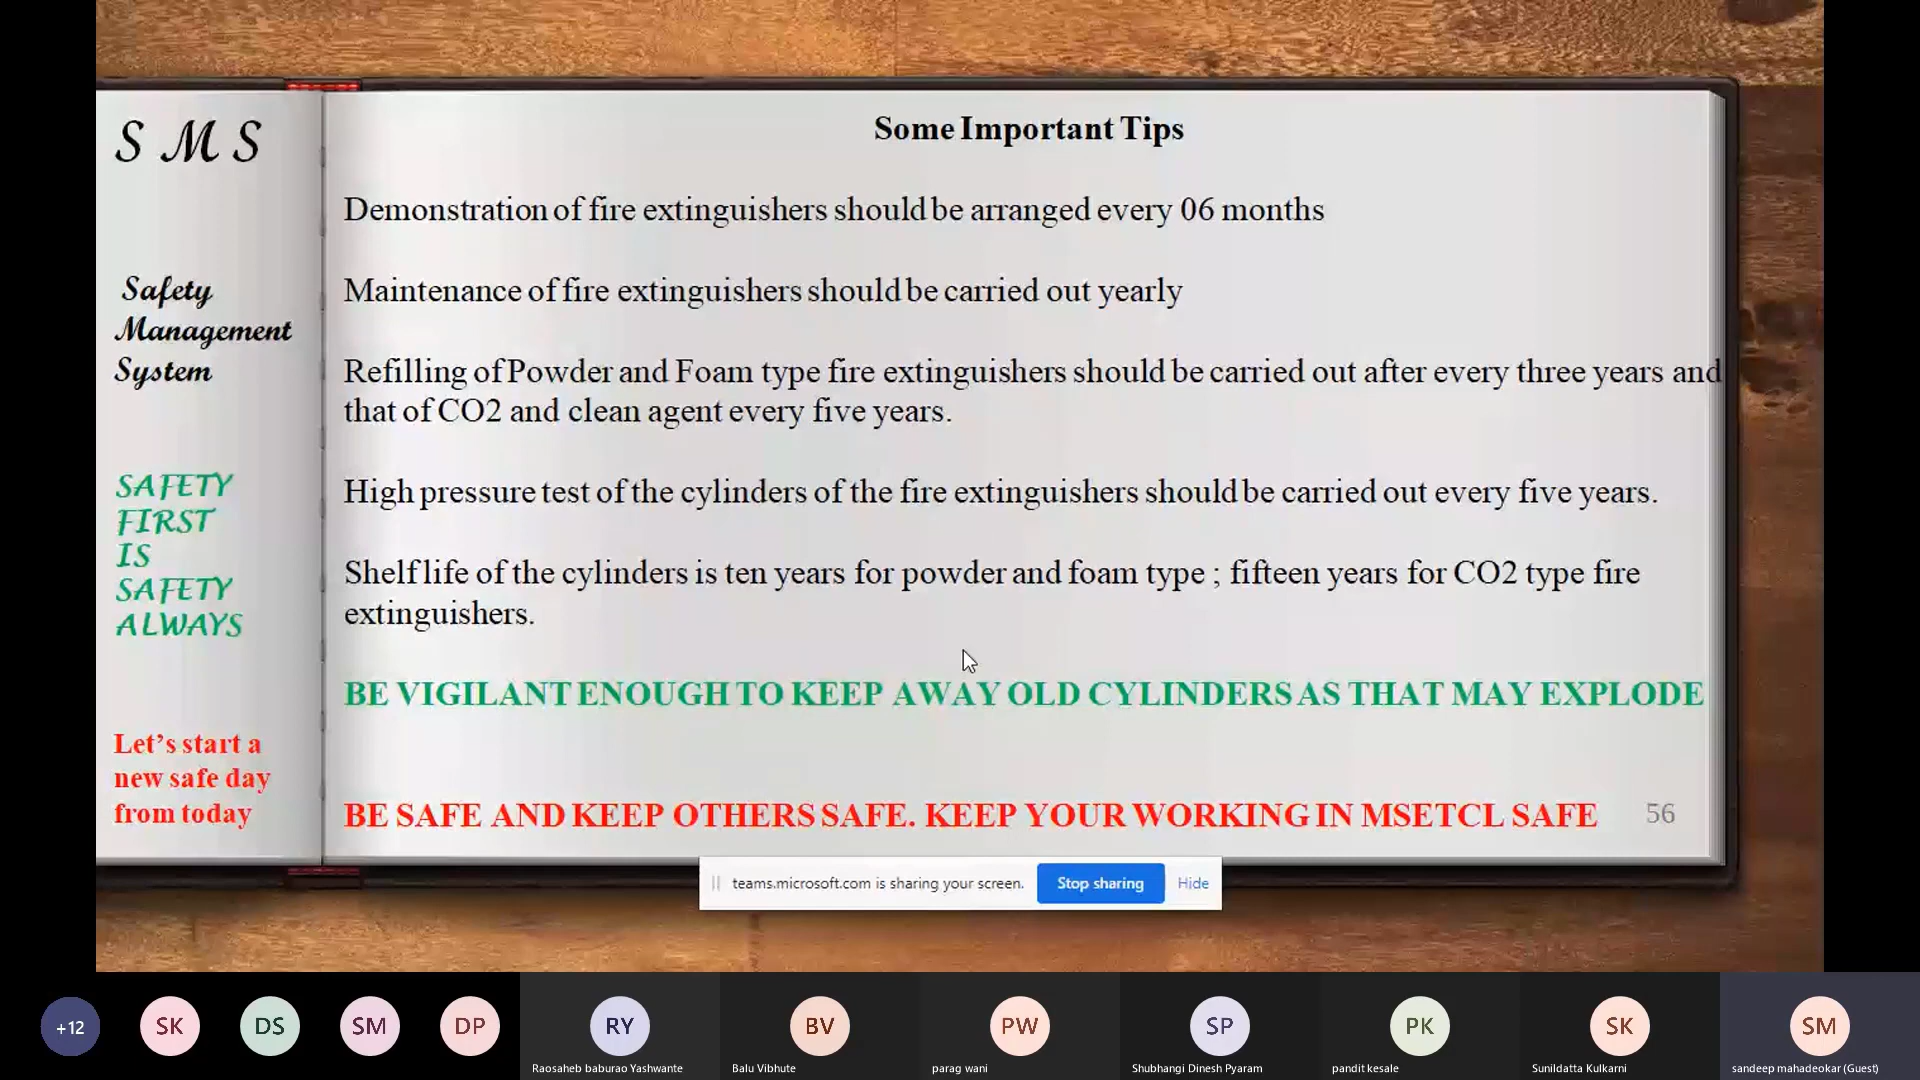 S M S
Safety
Management
System
SAFETY
FIRST
IS
SAFETY
ALWAYS
Let's start a
new safe day
from today
Some Important Tips
Demonstration of fire extinguishers should be arranged every 06 months
Maintenance of fire extinguishers should be carried out yearly
Refilling of Powder and Foam type fire extinguishers should be carried out after every three years and
that of CO2 and clean agent every five years.
High pressure test of the cylinders of the fire extinguishers should be carried out every five years.
Shelf life of the cylinders is ten years for powder and foam type ; fifteen years for CO2 type fire
extinguishers.
BE VIGILANT ENOUGH TO KEEP AWAY OLD CYLINDERS AS THAT MAY EXPLODE
BE SAFE AND KEEP OTHERS SAFE. KEEP YOUR WORKING IN MSETCL SAFE
56
teams.microsoft.com is sharing your screen. Stop sharing Hide
+12 SK DS SM DP RY BV PW SP PK SK SM
Raosaheb baburao Yashwante Balu Vibhute parag wani Shubhangi Dinesh Pyaram pandit kesale Sunildatta Kulkarni sandeep mahadeokar (Guest)